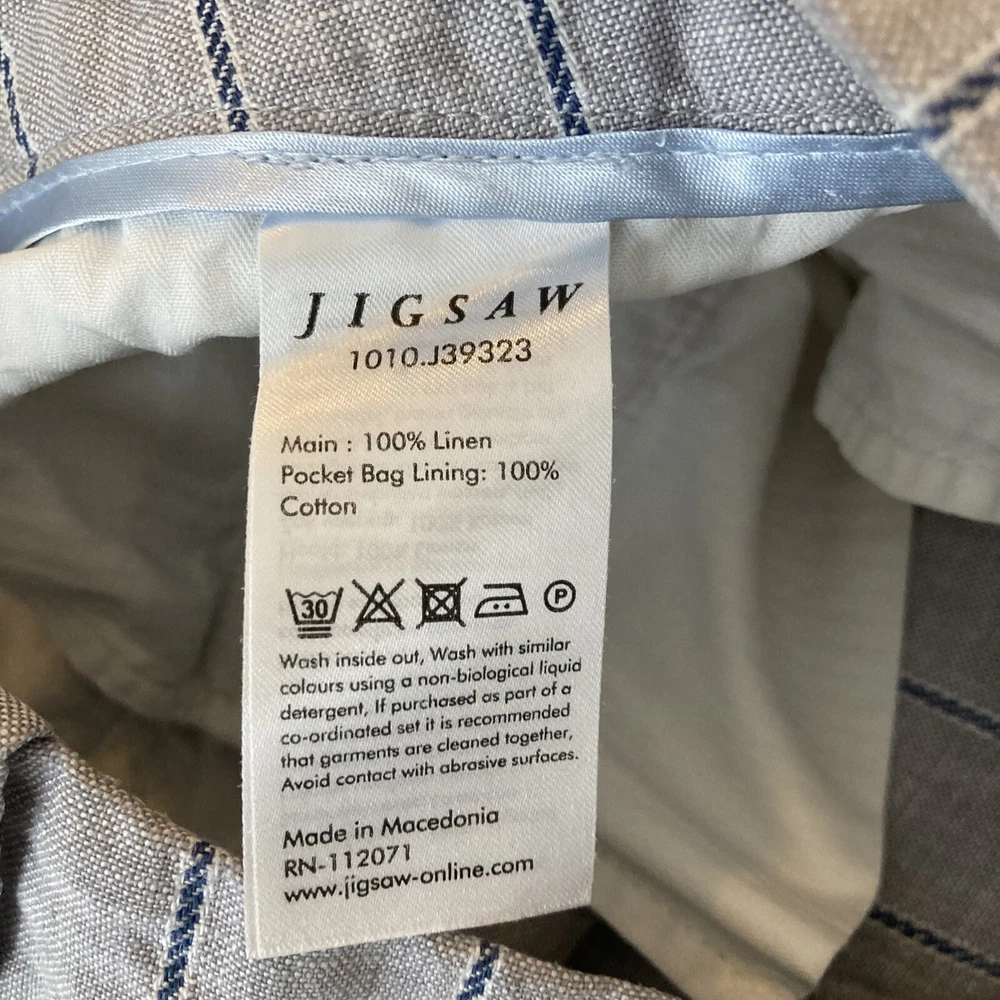 JIGSAW
1010.J39323
Main : 100% Linen
Pocket Bag Lining: 100%
Cotton
30 P
Wash inside out, Wash with similar
colours using a non-biological liquid
detergent, If purchased as part of a
co-ordinated set it is recommended
that garments are cleaned together,
Avoid contact with abrasive surfaces.
Made in Macedonia
RN-112071
www.jigsaw-online.com